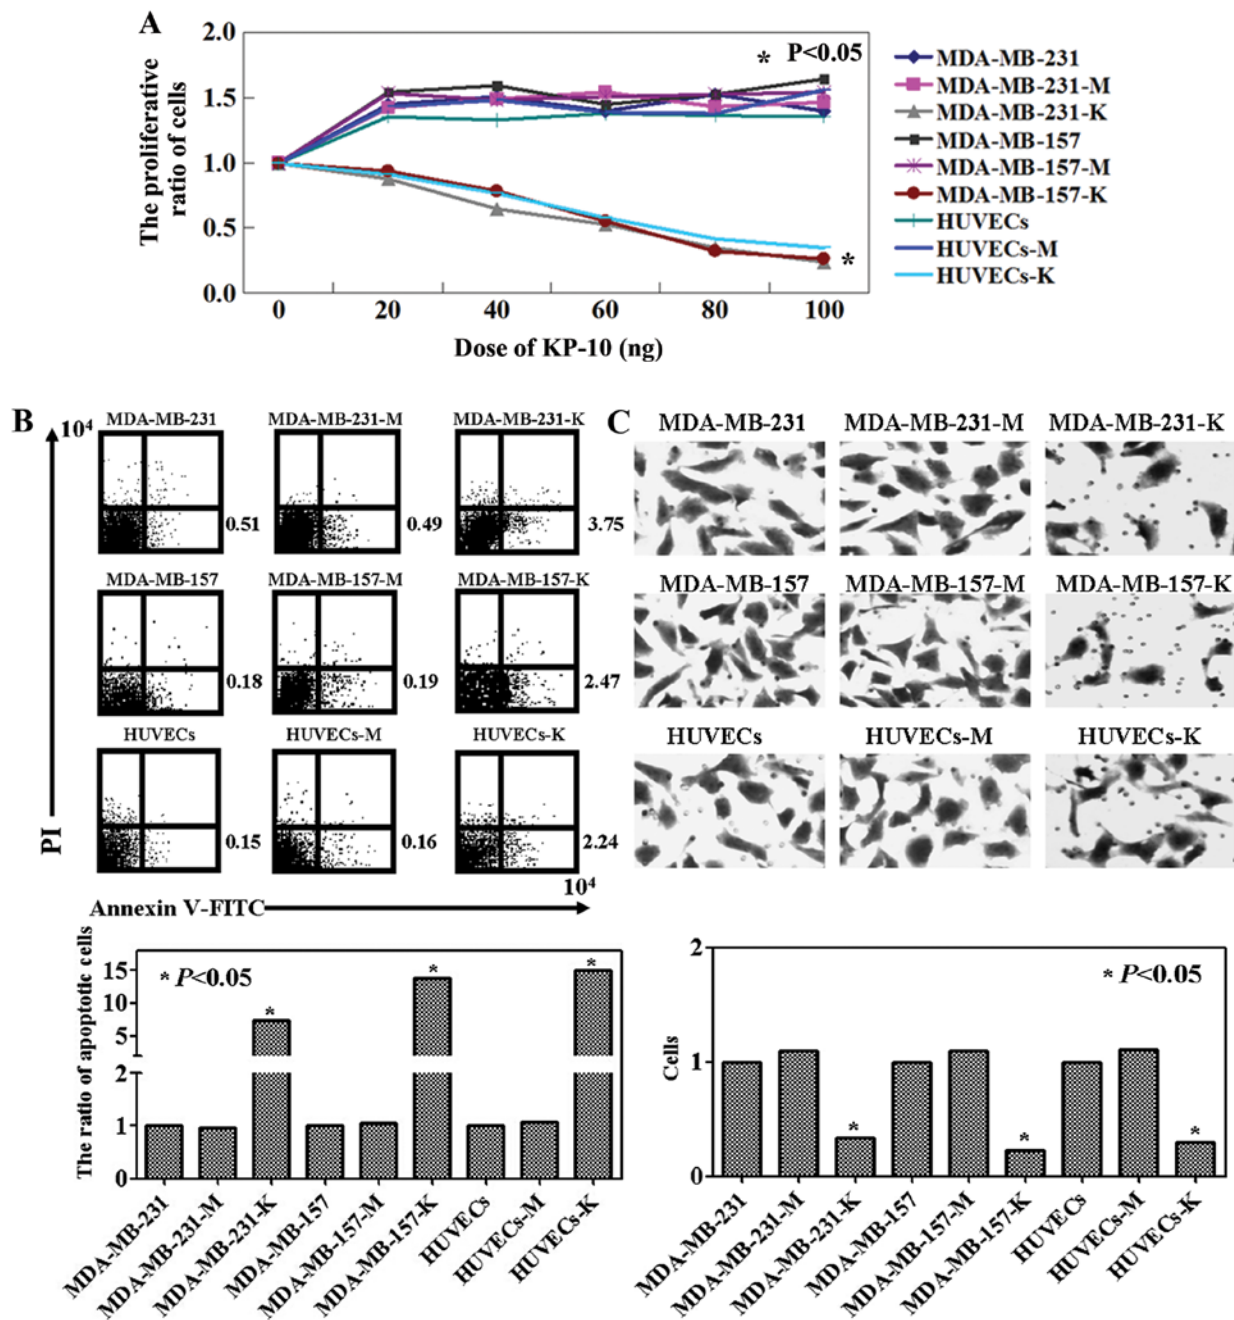 A
2.0
* P<0.05
1.5
1.0
0.5
0.0
The proliferative
ratio of cells
*
0 20 40 60 80 100
Dose of KP-10 (ng)
MDA-MB-231
MDA-MB-231-M
MDA-MB-231-K
MDA-MB-157
MDA-MB-157-M
MDA-MB-157-K
HUVECs
HUVECs-M
HUVECs-K
B
10⁴
PI
MDA-MB-231 MDA-MB-231-M MDA-MB-231-K
0.51 0.49 3.75
MDA-MB-157 MDA-MB-157-M MDA-MB-157-K
0.18 0.19 2.47
HUVECs HUVECs-M HUVECs-K
0.15 0.16 2.24
10⁴
Annexin V-FITC
The ratio of apoptotic cells
* P<0.05
15
10
5
2
1
0
* * *
MDA-MB-231
MDA-MB-231-M
MDA-MB-231-K
MDA-MB-157
MDA-MB-157-M
MDA-MB-157-K
HUVECs
HUVECs-M
HUVECs-K
C
MDA-MB-231 MDA-MB-231-M MDA-MB-231-K
MDA-MB-157 MDA-MB-157-M MDA-MB-157-K
HUVECs HUVECs-M HUVECs-K
Cells
* P<0.05
2
1
0
* * *
MDA-MB-231
MDA-MB-231-M
MDA-MB-231-K
MDA-MB-157
MDA-MB-157-M
MDA-MB-157-K
HUVECs
HUVECs-M
HUVECs-K